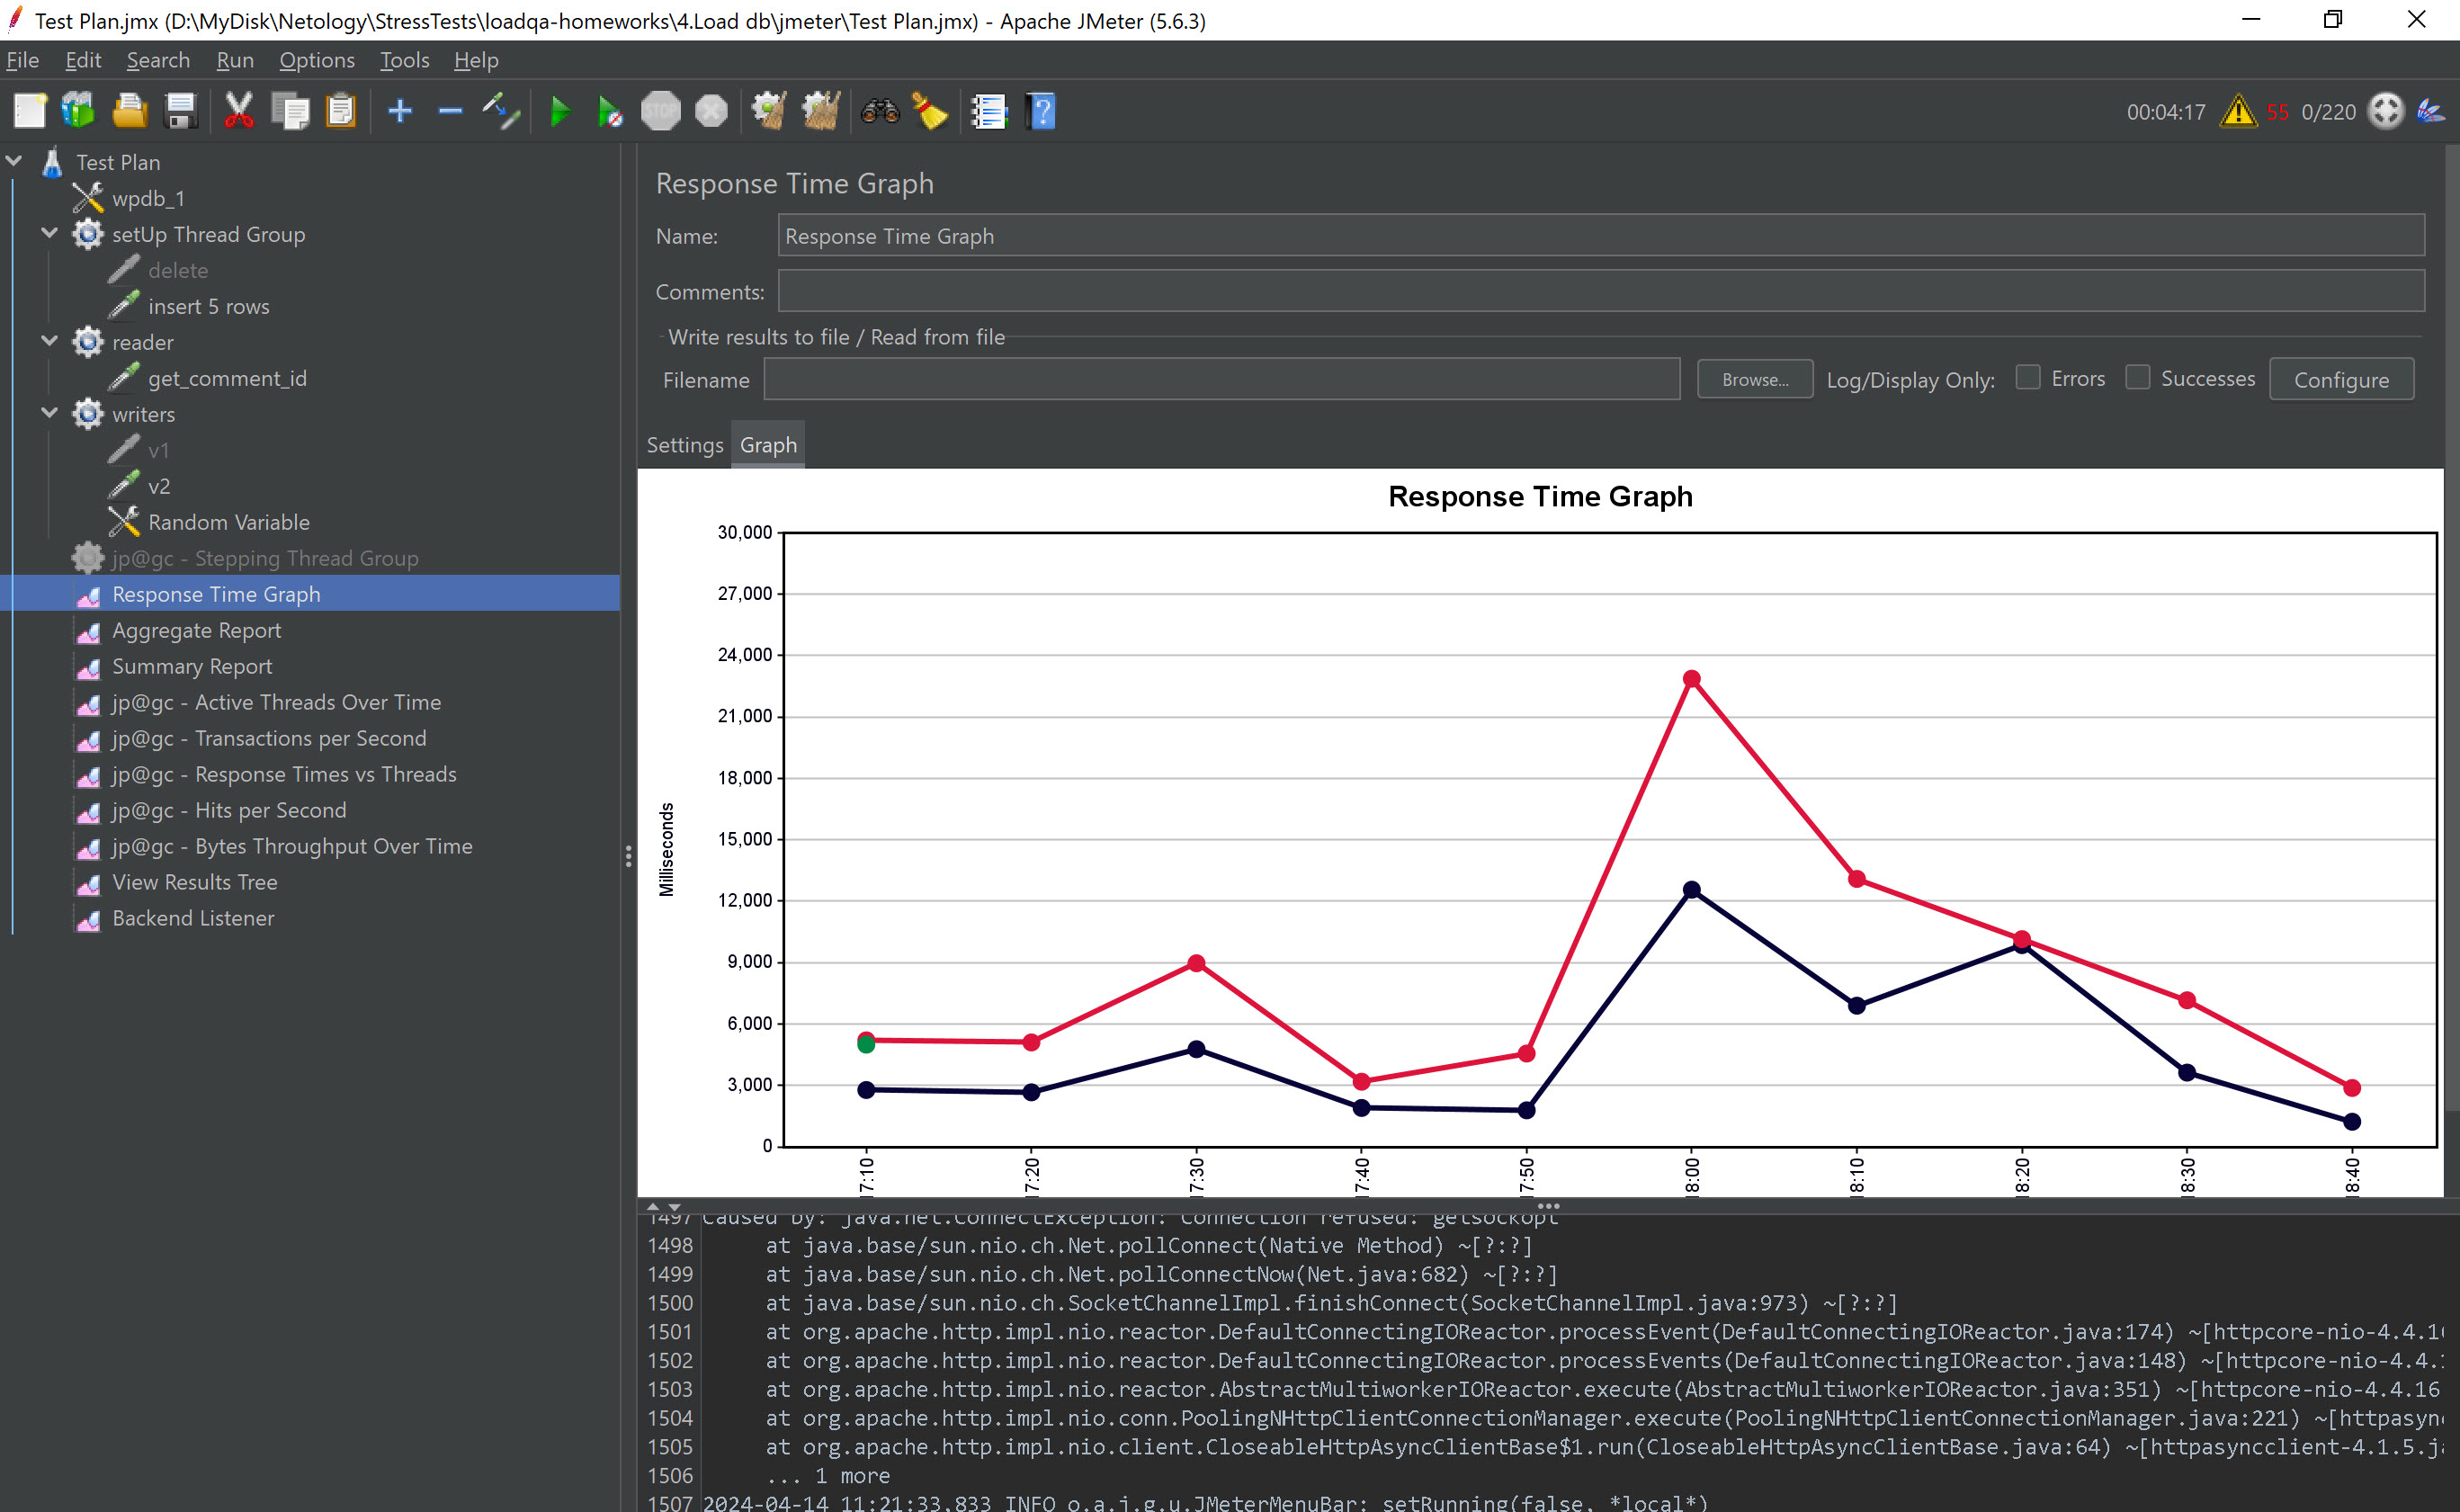 Test Plan.jmx (D:\MyDisk\Netology\StressTests\loadqa-homeworks\4.Load db\jmeter\Test Plan.jmx) - Apache JMeter (5.6.3)
File Edit Search Run Options Tools Help
STOP
00:04:17 55 0/220
Test Plan
wpdb_1
setUp Thread Group
delete
insert 5 rows
reader
get_comment_id
writers
v1
v2
Random Variable
jp@gc - Stepping Thread Group
Response Time Graph
Aggregate Report
Summary Report
jp@gc - Active Threads Over Time
jp@gc - Transactions per Second
jp@gc - Response Times vs Threads
jp@gc - Hits per Second
jp@gc - Bytes Throughput Over Time
View Results Tree
Backend Listener
Response Time Graph
Name: Response Time Graph
Comments:
Write results to file / Read from file
Filename Browse... Log/Display Only: Errors Successes Configure
Settings Graph
Response Time Graph
Milliseconds
30,000
27,000
24,000
21,000
18,000
15,000
12,000
9,000
6,000
3,000
0
7:10 7:20 7:30 7:40 7:50 8:00 8:10 8:20 8:30 8:40
1497 Caused by: java.net.ConnectException: Connection refused: getsockopt
1498 at java.base/sun.nio.ch.Net.pollConnect(Native Method) ~[?:?]
1499 at java.base/sun.nio.ch.Net.pollConnectNow(Net.java:682) ~[?:?]
1500 at java.base/sun.nio.ch.SocketChannelImpl.finishConnect(SocketChannelImpl.java:973) ~[?:?]
1501 at org.apache.http.impl.nio.reactor.DefaultConnectingIOReactor.processEvent(DefaultConnectingIOReactor.java:174) ~[httpcore-nio-4.4.1
1502 at org.apache.http.impl.nio.reactor.DefaultConnectingIOReactor.processEvents(DefaultConnectingIOReactor.java:148) ~[httpcore-nio-4.4.
1503 at org.apache.http.impl.nio.reactor.AbstractMultiworkerIOReactor.execute(AbstractMultiworkerIOReactor.java:351) ~[httpcore-nio-4.4.16
1504 at org.apache.http.impl.nio.conn.PoolingNHttpClientConnectionManager.execute(PoolingNHttpClientConnectionManager.java:221) ~[httpasyn
1505 at org.apache.http.impl.nio.client.CloseableHttpAsyncClientBase$1.run(CloseableHttpAsyncClientBase.java:64) ~[httpasyncclient-4.1.5.j
1506 ... 1 more
1507 2024-04-14 11:21:33,833 INFO o.a.j.g.u.JMeterMenuBar: setRunning(false, *local*)